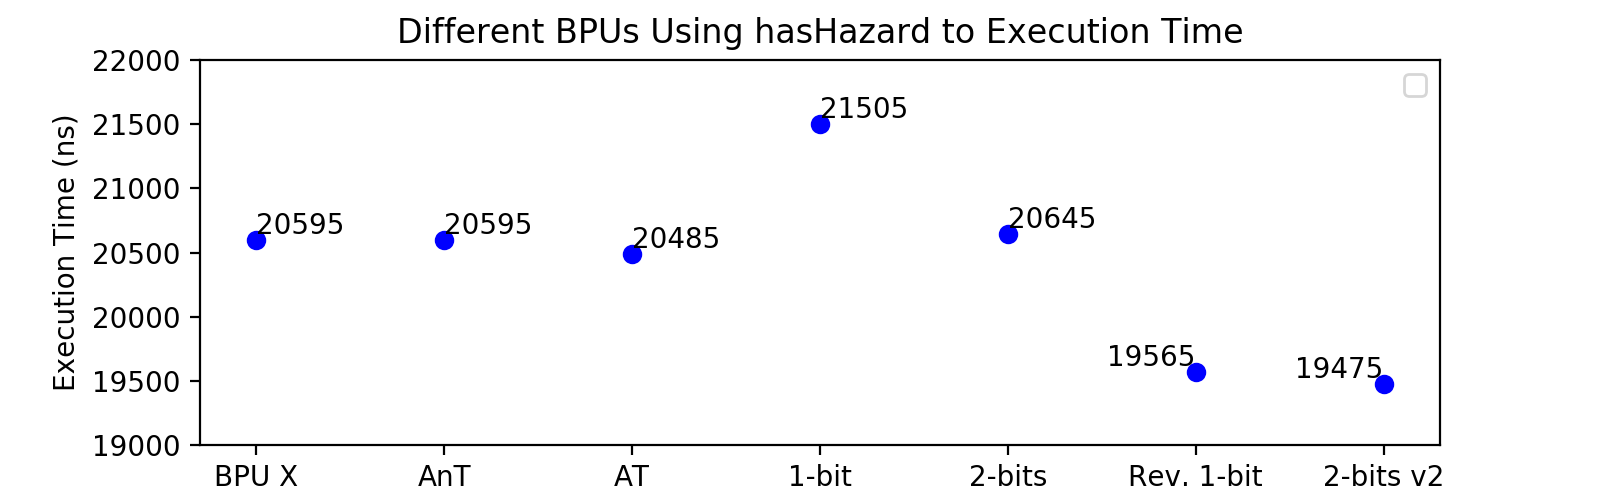 Different BPUs Using hasHazard to Execution Time
Execution Time (ns)
22000
21500
21000
20500
20000
19500
19000
20595
20595
20485
21505
20645
19565
19475
BPU X
AnT
AT
1-bit
2-bits
Rev. 1-bit
2-bits v2